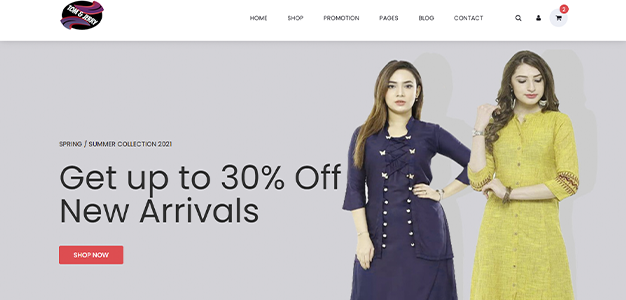 TOM & JERRY
HOME SHOP PROMOTION PAGES BLOG CONTACT 2
SPRING / SUMMER COLLECTION 2021
Get up to 30% Off
New Arrivals
SHOP NOW